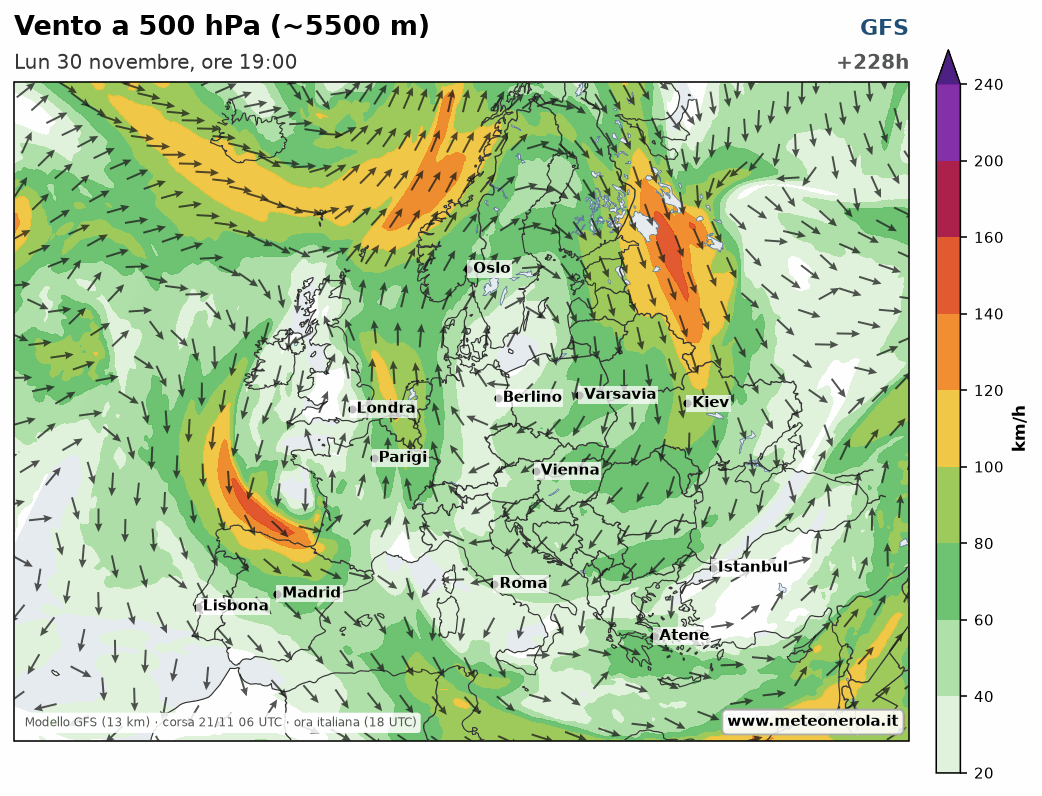 Vento a 500 hPa (~5500 m)
GFS
Lun 30 novembre, ore 19:00
+228h
240
200
160
140
120
100
80
60
40
20
km/h
Oslo
Berlino
Varsavia
Kiev
Londra
Parigi
Vienna
Istanbul
Roma
Madrid
Lisbona
Atene
Modello GFS (13 km) · corsa 21/11 06 UTC · ora italiana (18 UTC)
www.meteonerola.it